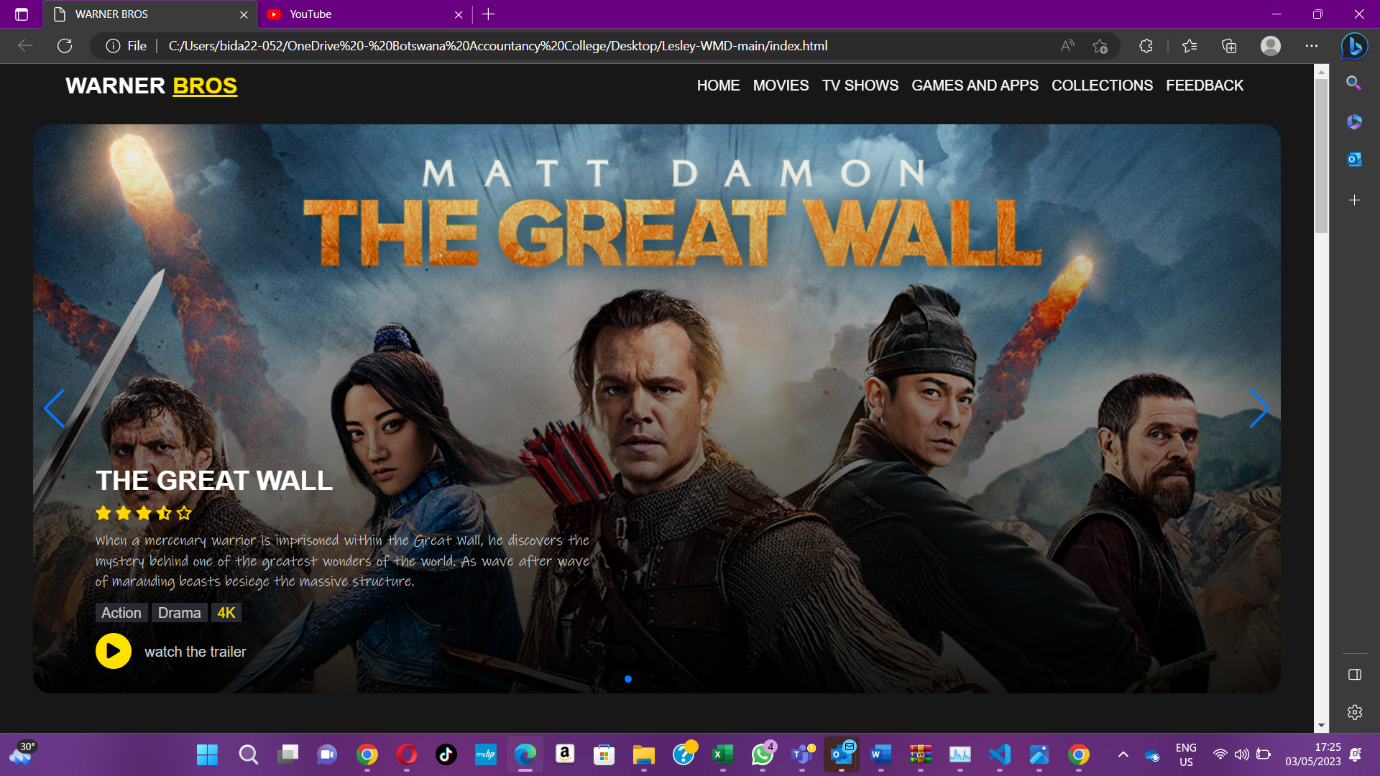 WARNER BROS
YouTube
File
C:/Users/bida22-052/OneDrive%20-%20Botswana%20Accountancy%20College/Desktop/Lesley-WMD-main/index.html
WARNER BROS
HOME MOVIES TV SHOWS GAMES AND APPS COLLECTIONS FEEDBACK
MATT DAMON
THE GREAT WALL
THE GREAT WALL
When a mercenary warrior is imprisoned within the Great Wall, he discovers the
mystery behind one of the greatest wonders of the world. As wave after wave
of marauding beasts besiege the massive structure.
Action Drama 4K
watch the trailer
30°
my hp
a
4
ENG
US
17:25
03/05/2023